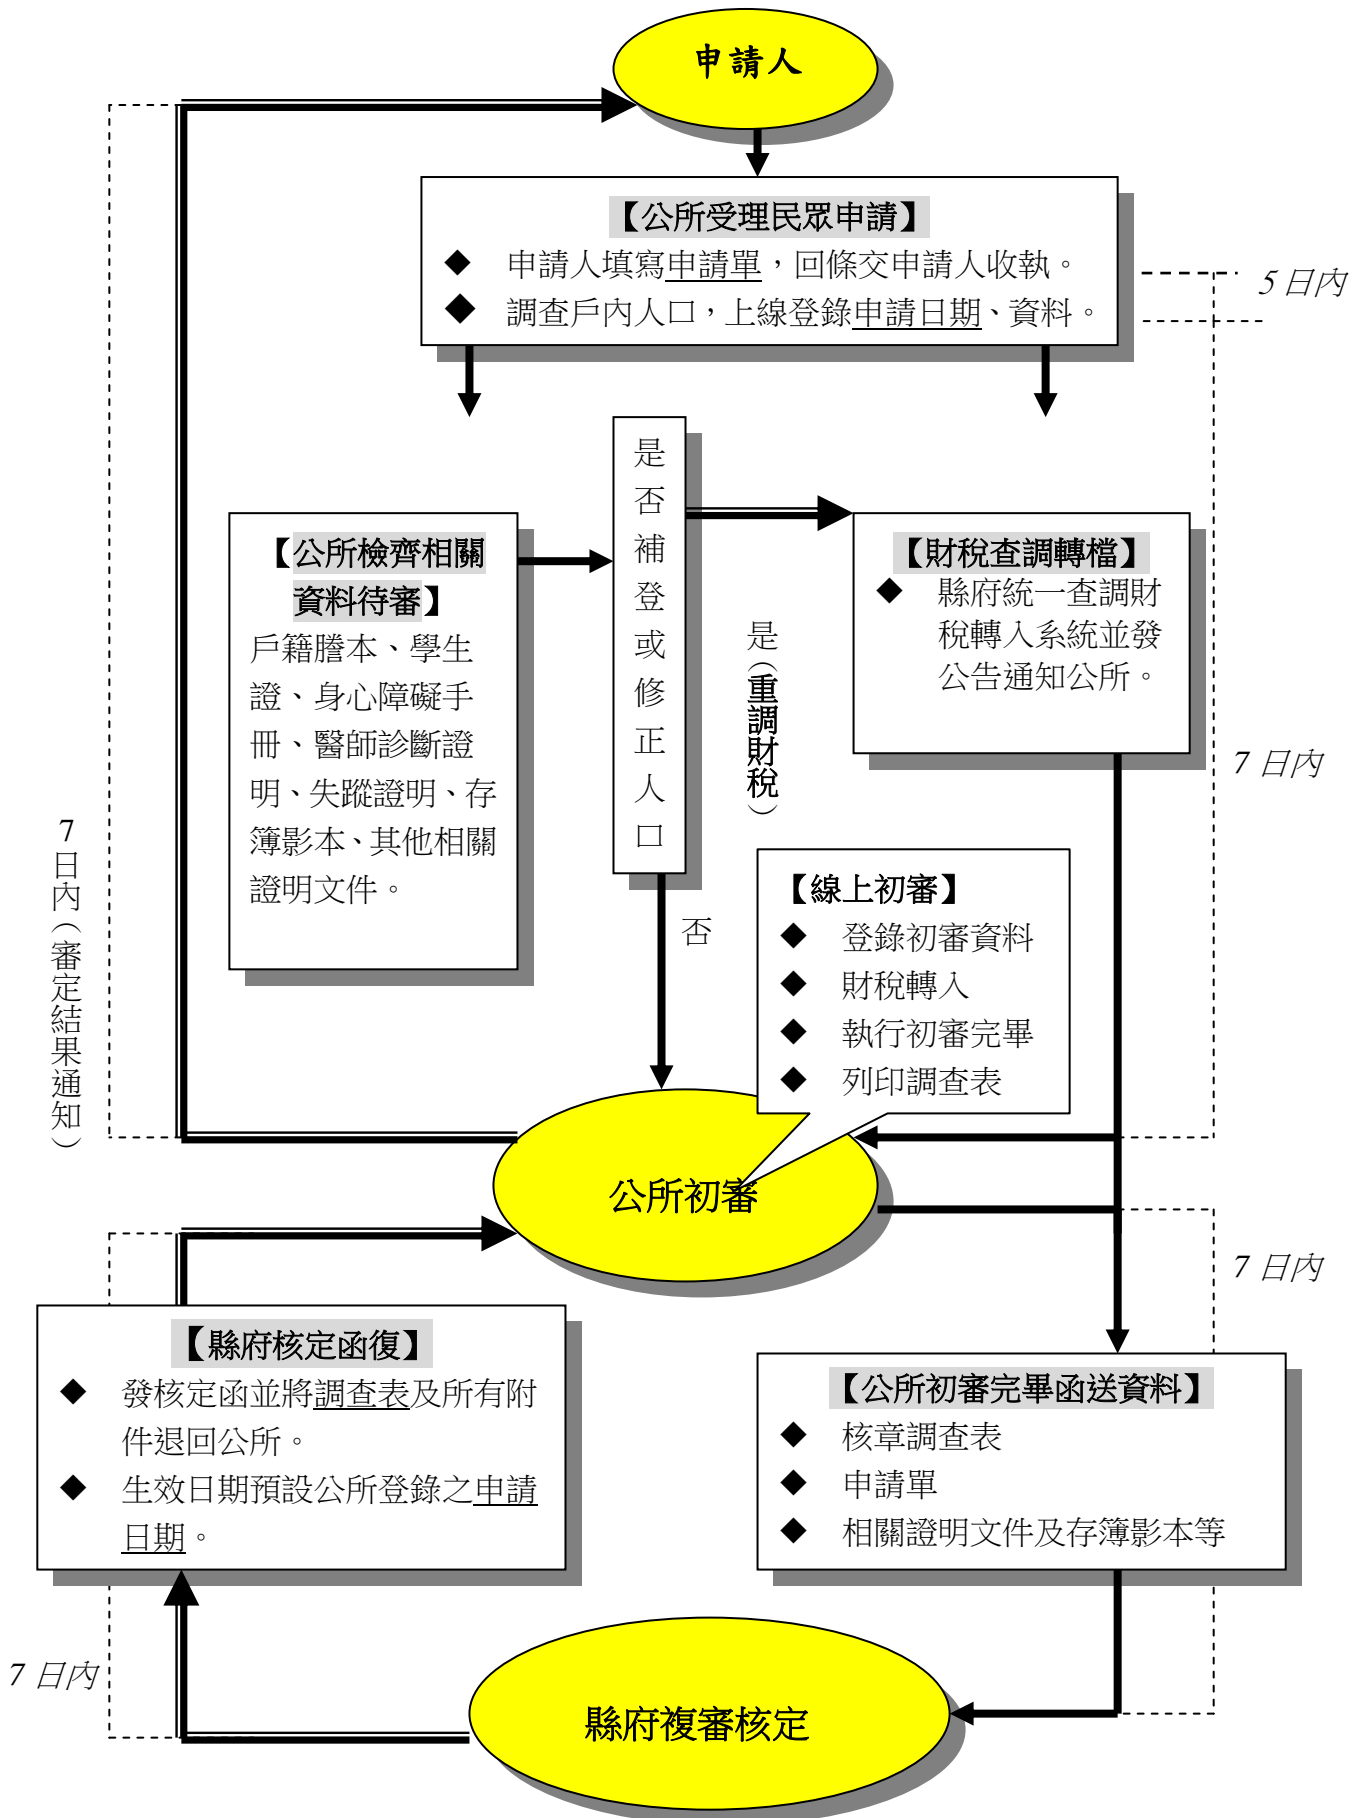 申請人
【公所受理民眾申請】
◆ 申請人填寫申請單，回條交申請人收執。
◆ 調查戶內人口，上線登錄申請日期、資料。
5 日內
是否補登或修正人口
【公所檢齊相關
資料待審】
戶籍謄本、學生
證、身心障礙手
冊、醫師診斷證
明、失蹤證明、存
簿影本、其他相關
證明文件。
是（重調財稅）
【財稅查調轉檔】
◆ 縣府統一查調財
稅轉入系統並發
公告通知公所。
7 日內
否
【線上初審】
◆ 登錄初審資料
◆ 財稅轉入
◆ 執行初審完畢
◆ 列印調查表
7日內（審定結果通知）
公所初審
7 日內
【縣府核定函復】
◆ 發核定函並將調查表及所有附
件退回公所。
◆ 生效日期預設公所登錄之申請
日期。
【公所初審完畢函送資料】
◆ 核章調查表
◆ 申請單
◆ 相關證明文件及存簿影本等
7 日內
縣府複審核定